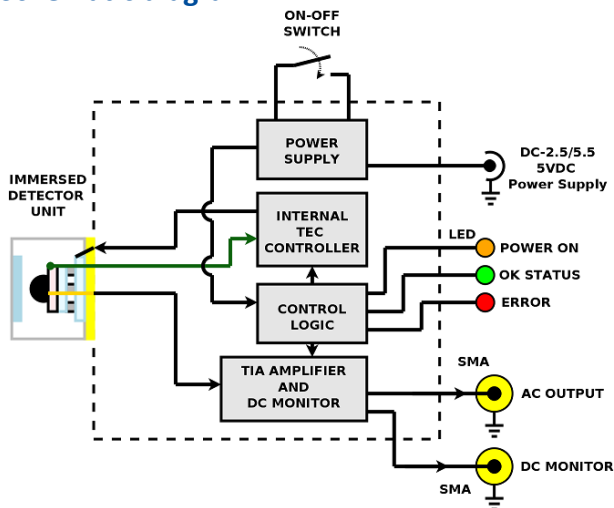 ON-OFF
SWITCH
POWER
SUPPLY
DC-2.5/5.5
5VDC
Power Supply
IMMERSED
DETECTOR
UNIT
INTERNAL
TEC
CONTROLLER
LED
POWER ON
OK STATUS
ERROR
CONTROL
LOGIC
TIA AMPLIFIER
AND
DC MONITOR
SMA
AC OUTPUT
DC MONITOR
SMA